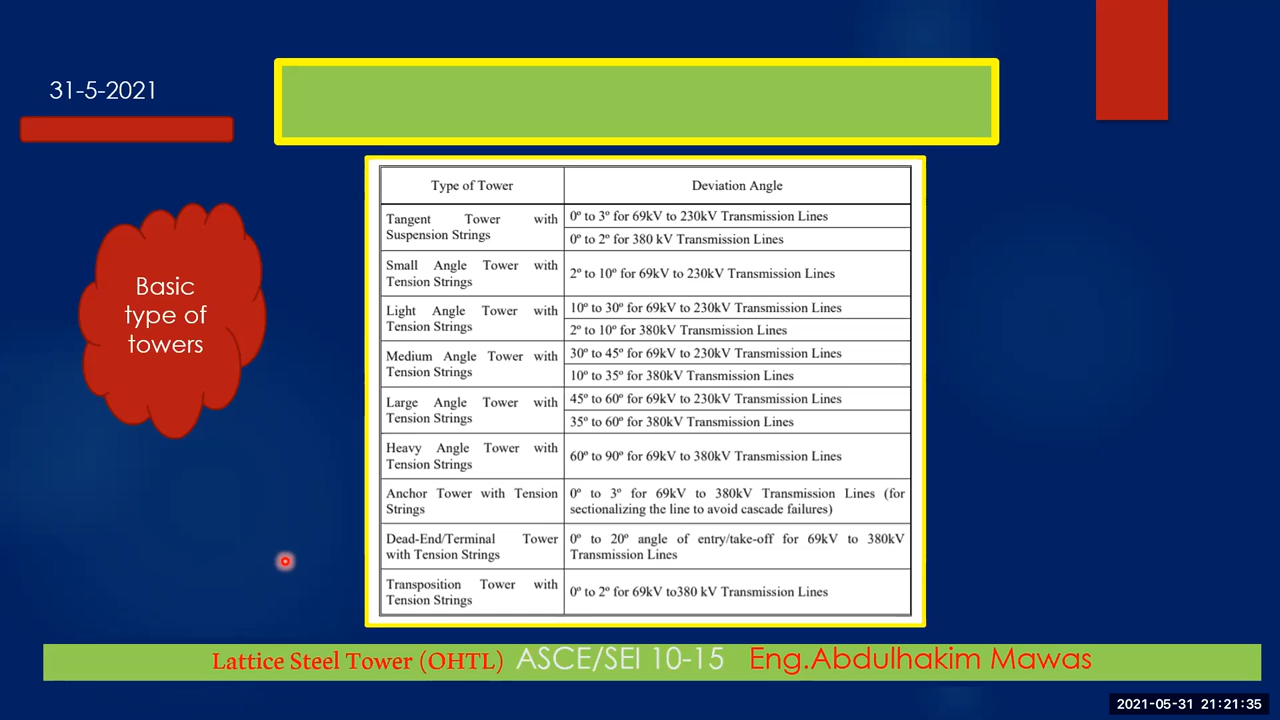 31-5-2021
Basic
type of
towers
Type of Tower
Deviation Angle
Tangent Tower with
Suspension Strings
0º to 3º for 69kV to 230kV Transmission Lines
0º to 2º for 380 kV Transmission Lines
Small Angle Tower with
Tension Strings
2º to 10º for 69kV to 230kV Transmission Lines
Light Angle Tower with
Tension Strings
10º to 30º for 69kV to 230kV Transmission Lines
2º to 10º for 380kV Transmission Lines
Medium Angle Tower with
Tension Strings
30º to 45º for 69kV to 230kV Transmission Lines
10º to 35º for 380kV Transmission Lines
Large Angle Tower with
Tension Strings
45º to 60º for 69kV to 230kV Transmission Lines
35º to 60º for 380kV Transmission Lines
Heavy Angle Tower with
Tension Strings
60º to 90º for 69kV to 380kV Transmission Lines
Anchor Tower with Tension
Strings
0º to 3º for 69kV to 380kV Transmission Lines (for
sectionalizing the line to avoid cascade failures)
Dead-End/Terminal Tower
with Tension Strings
0º to 20º angle of entry/take-off for 69kV to 380kV
Transmission Lines
Transposition Tower with
Tension Strings
0º to 2º for 69kV to380 kV Transmission Lines
Lattice Steel Tower (OHTL) ASCE/SEI 10-15 Eng.Abdulhakim Mawas
2021-05-31 21:21:35